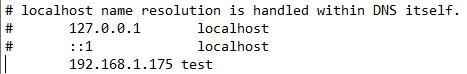 # localhost name resolution is handled within DNS itself.
#	127.0.0.1	localhost
#	::1	localhost
	192.168.1.175 test